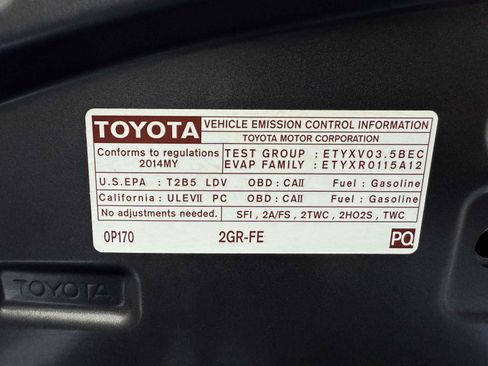 TOYOTA VEHICLE EMISSION CONTROL INFORMATION
TOYOTA MOTOR CORPORATION
Conforms to regulations TEST GROUP : ETYXV03.5BEC
2014MY EVAP FAMILY : ETYXR0115A12
U.S.EPA : T2B5 LDV OBD : CAII Fuel : Gasoline
California : ULEVII PC OBD : CAII Fuel : Gasoline
No adjustments needed. SFI , 2A/FS , 2TWC , 2HO2S , TWC
0P170 2GR-FE PQ
TOYOTA